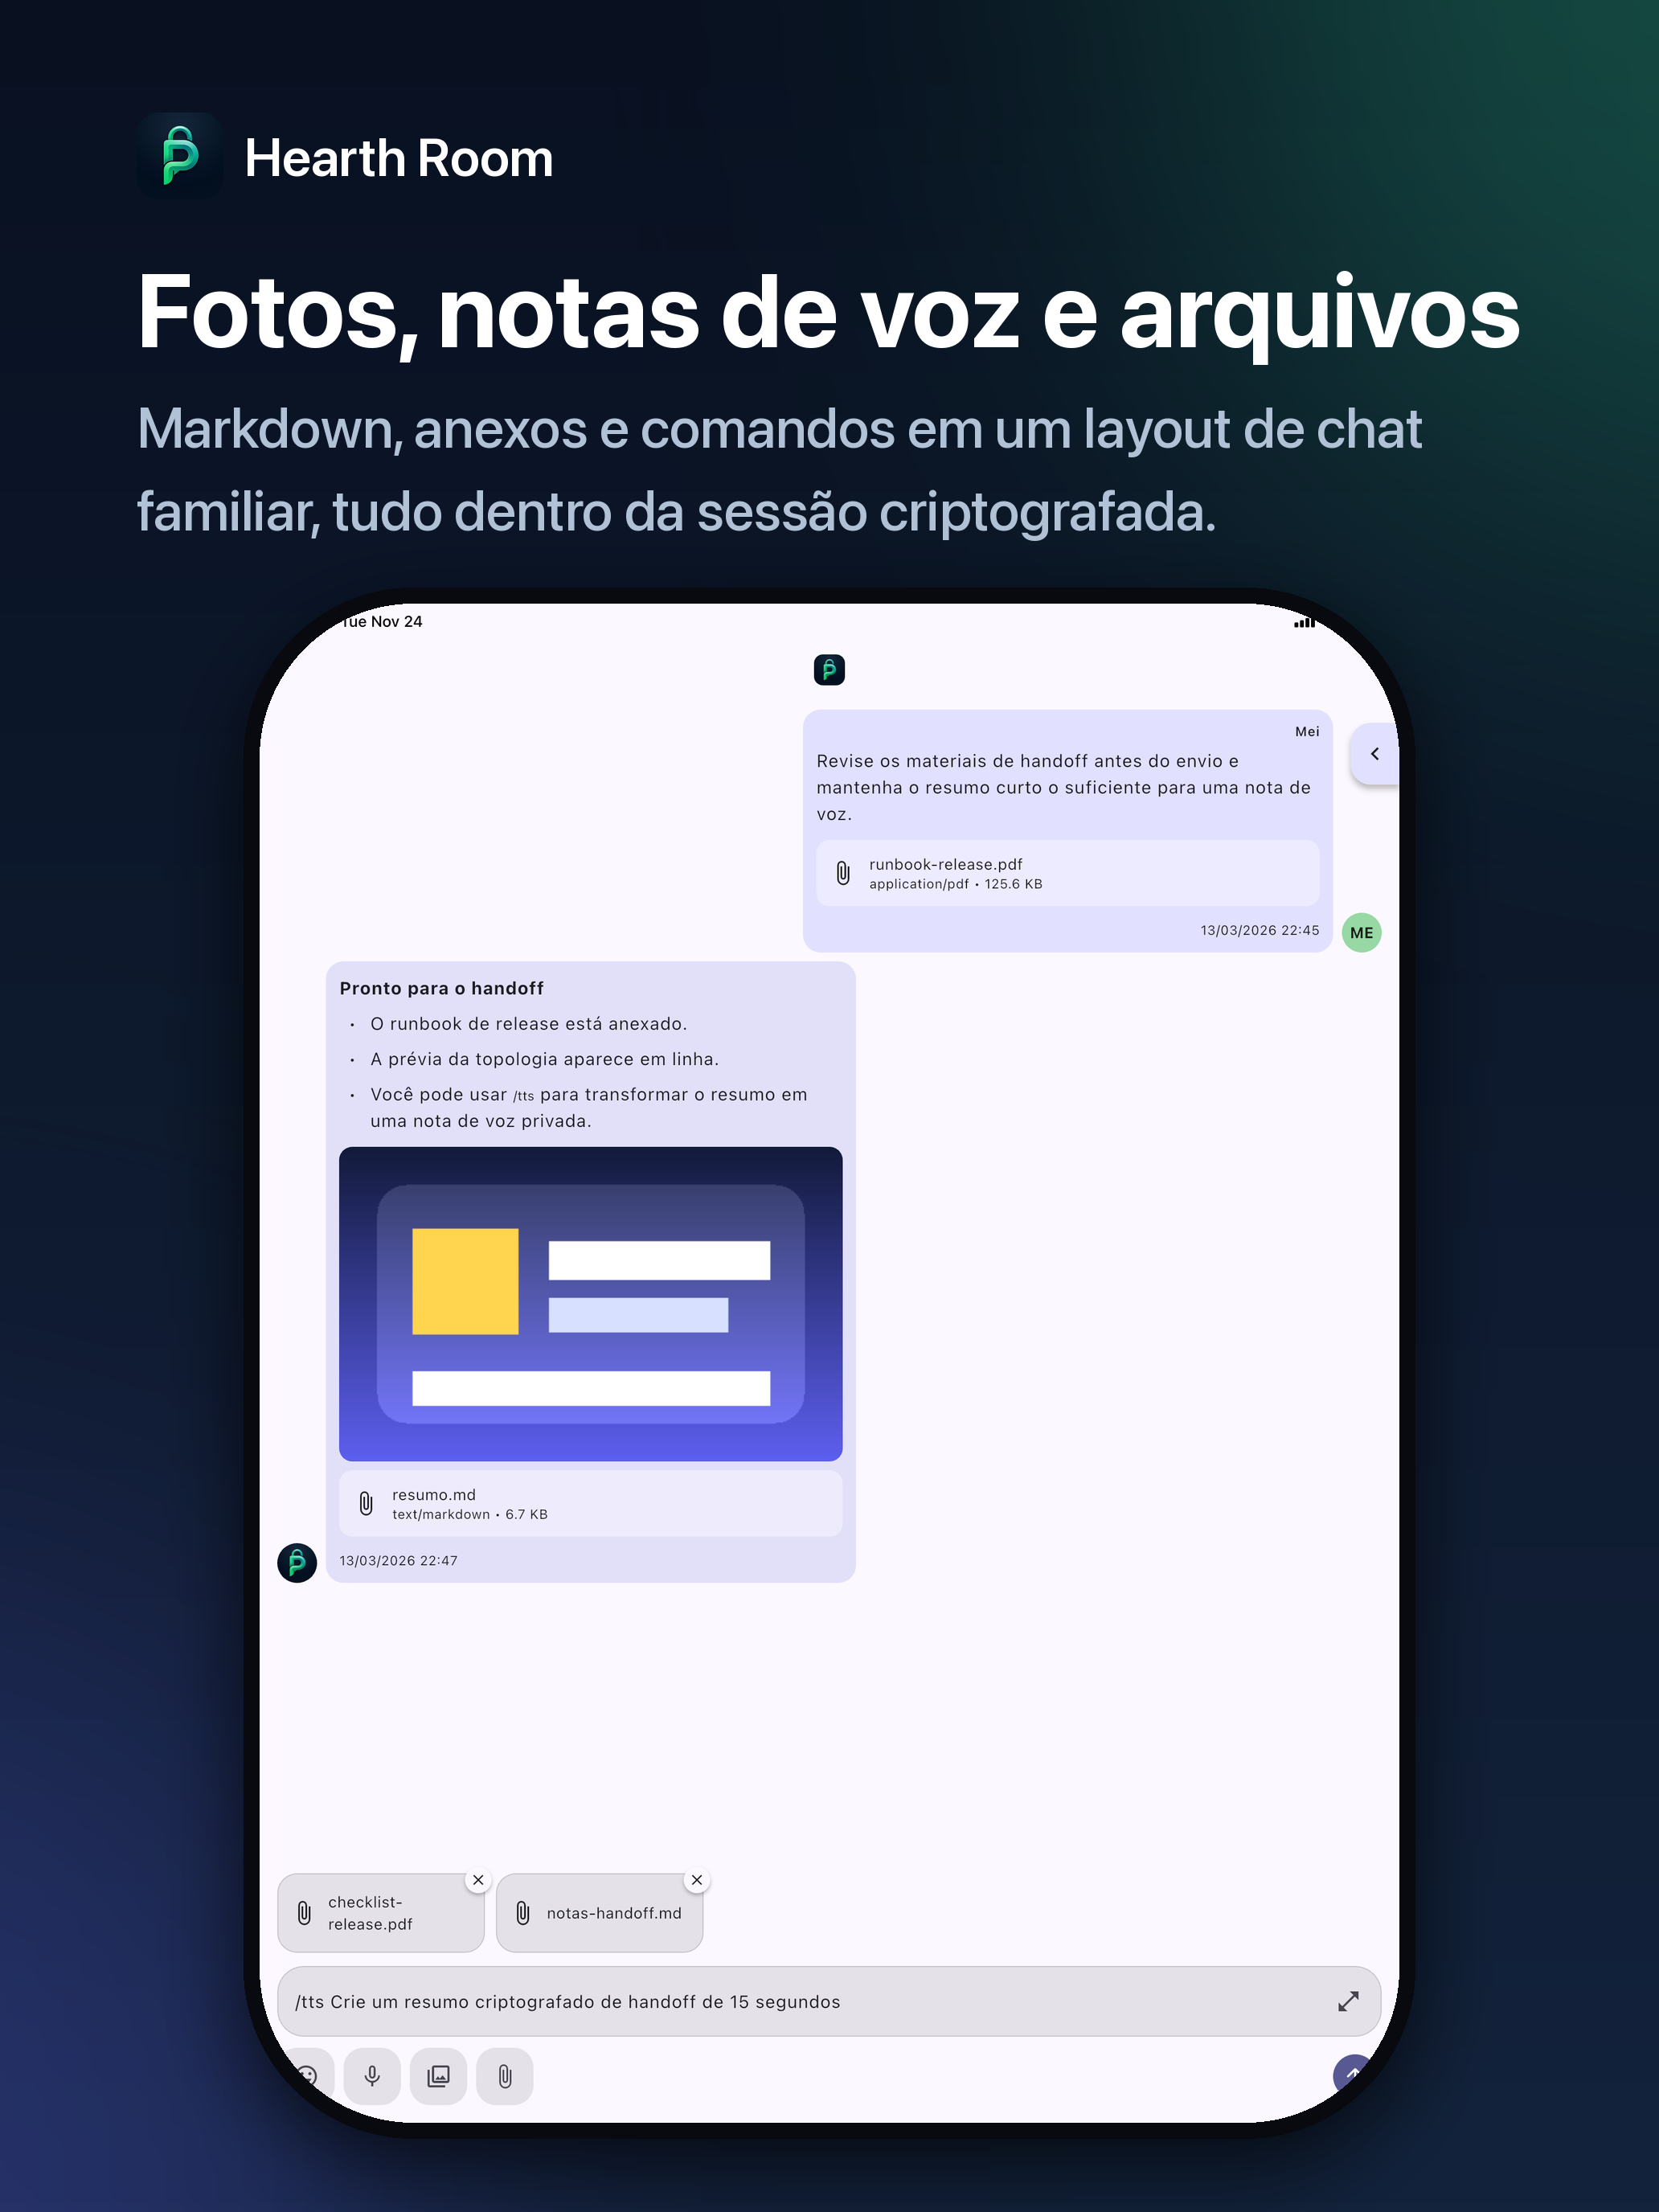 Hearth Room
Fotos, notas de voz e arquivos
Markdown, anexos e comandos em um layout de chat
familiar, tudo dentro da sessão criptografada.
Tue Nov 24
Mei
Revise os materiais de handoff antes do envio e
mantenha o resumo curto o suficiente para uma nota de
voz.
runbook-release.pdf
application/pdf • 125.6 KB
13/03/2026 22:45
ME
Pronto para o handoff
• O runbook de release está anexado.
• A prévia da topologia aparece em linha.
• Você pode usar /tts para transformar o resumo em
uma nota de voz privada.
resumo.md
text/markdown • 6.7 KB
13/03/2026 22:47
checklist-
release.pdf
notas-handoff.md
/tts Crie um resumo criptografado de handoff de 15 segundos